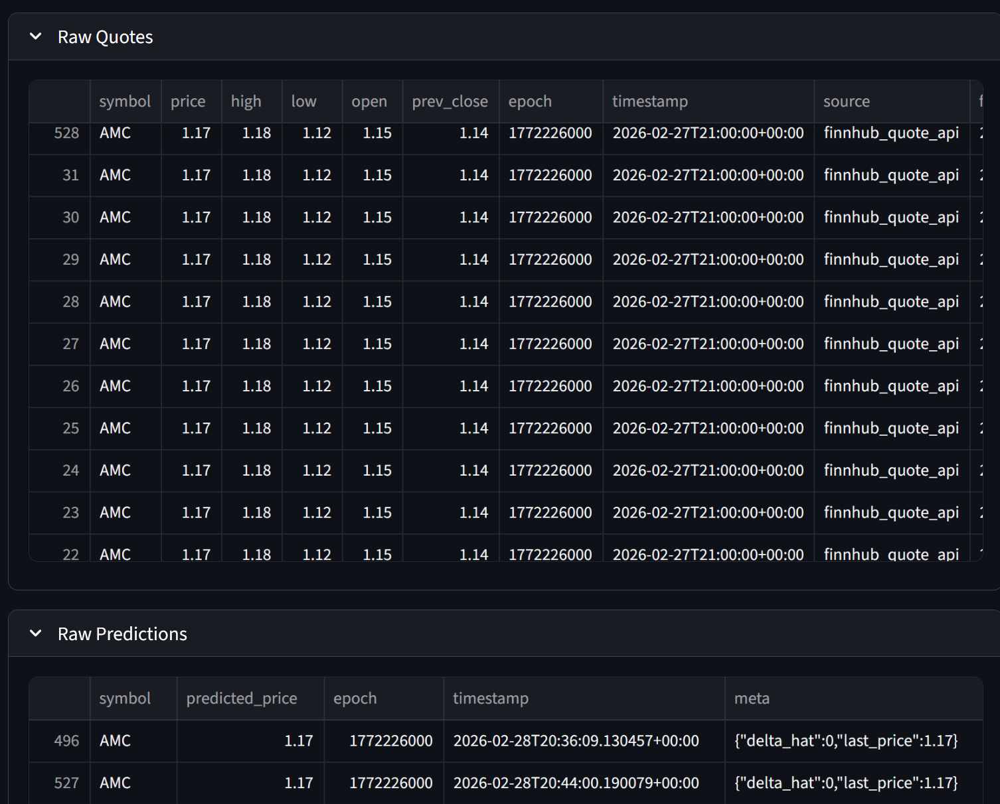 Raw Quotes
symbol price high low open prev_close epoch timestamp source
528 AMC 1.17 1.18 1.12 1.15 1.14 1772226000 2026-02-27T21:00:00+00:00 finnhub_quote_api
31 AMC 1.17 1.18 1.12 1.15 1.14 1772226000 2026-02-27T21:00:00+00:00 finnhub_quote_api
30 AMC 1.17 1.18 1.12 1.15 1.14 1772226000 2026-02-27T21:00:00+00:00 finnhub_quote_api
29 AMC 1.17 1.18 1.12 1.15 1.14 1772226000 2026-02-27T21:00:00+00:00 finnhub_quote_api
28 AMC 1.17 1.18 1.12 1.15 1.14 1772226000 2026-02-27T21:00:00+00:00 finnhub_quote_api
27 AMC 1.17 1.18 1.12 1.15 1.14 1772226000 2026-02-27T21:00:00+00:00 finnhub_quote_api
26 AMC 1.17 1.18 1.12 1.15 1.14 1772226000 2026-02-27T21:00:00+00:00 finnhub_quote_api
25 AMC 1.17 1.18 1.12 1.15 1.14 1772226000 2026-02-27T21:00:00+00:00 finnhub_quote_api
24 AMC 1.17 1.18 1.12 1.15 1.14 1772226000 2026-02-27T21:00:00+00:00 finnhub_quote_api
23 AMC 1.17 1.18 1.12 1.15 1.14 1772226000 2026-02-27T21:00:00+00:00 finnhub_quote_api
22 AMC 1.17 1.18 1.12 1.15 1.14 1772226000 2026-02-27T21:00:00+00:00 finnhub_quote_api
Raw Predictions
symbol predicted_price epoch timestamp meta
496 AMC 1.17 1772226000 2026-02-28T20:36:09.130457+00:00 {"delta_hat":0,"last_price":1.17}
527 AMC 1.17 1772226000 2026-02-28T20:44:00.190079+00:00 {"delta_hat":0,"last_price":1.17}